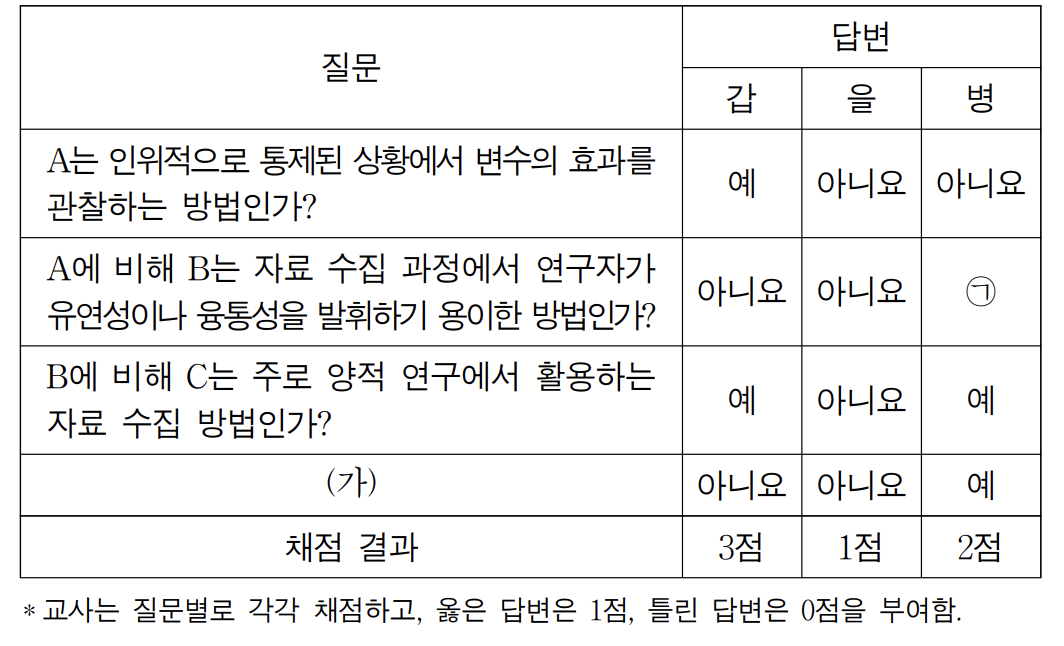 질문
답변
갑 을 병
A는 인위적으로 통제된 상황에서 변수의 효과를
관찰하는 방법인가?
예 아니요 아니요
A에 비해 B는 자료 수집 과정에서 연구자가
유연성이나 융통성을 발휘하기 용이한 방법인가?
아니요 아니요 ㉠
B에 비해 C는 주로 양적 연구에서 활용하는
자료 수집 방법인가?
예 아니요 예
(가) 아니요 아니요 예
채점 결과 3점 1점 2점
* 교사는 질문별로 각각 채점하고, 옳은 답변은 1점, 틀린 답변은 0점을 부여함.